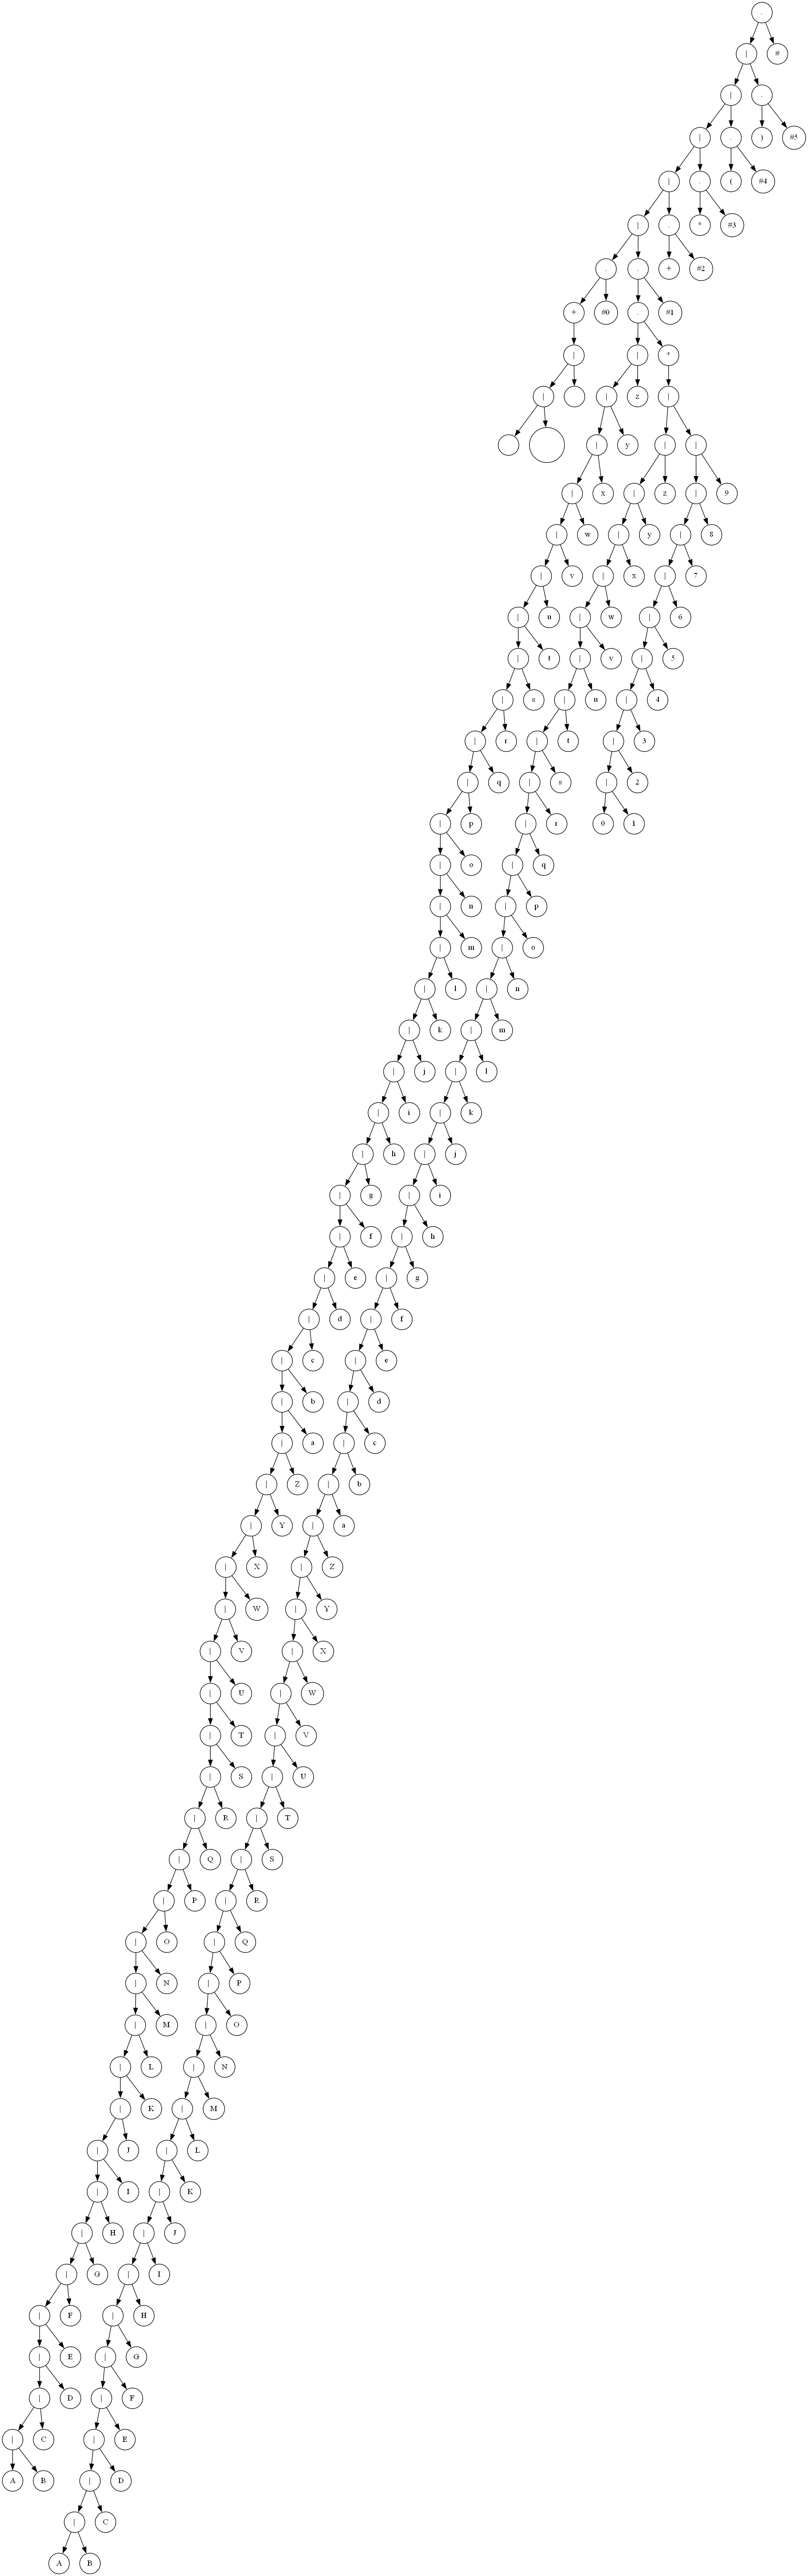 .
| #
| .
| . ) #5
| . ( #4
| . * #3
. . + #2
+ #0 . #1
| | *
| | z |
| y | |
| x | z | 9
| w | y | 8
| v | x | 7
| u | w | 6
| t | v | 5
| s | u | 4
| r | t | 3
| q | s | 2
| p | r 0 1
| o | q
| n | p
| m | o
| l | n
| k | m
| j | l
| i | k
| h | j
| g | i
| f | h
| e | g
| d | f
| c | e
| b | d
| a | c
| Z | b
| Y | a
| X | Z
| W | Y
| V | X
| U | W
| T | V
| S | U
| R | T
| Q | S
| P | R
| O | Q
| N | P
| M | O
| L | N
| K | M
| J | L
| I | K
| H | J
| G | I
| F | H
| E | G
| D | F
| C | E
A B | D
| C
A B